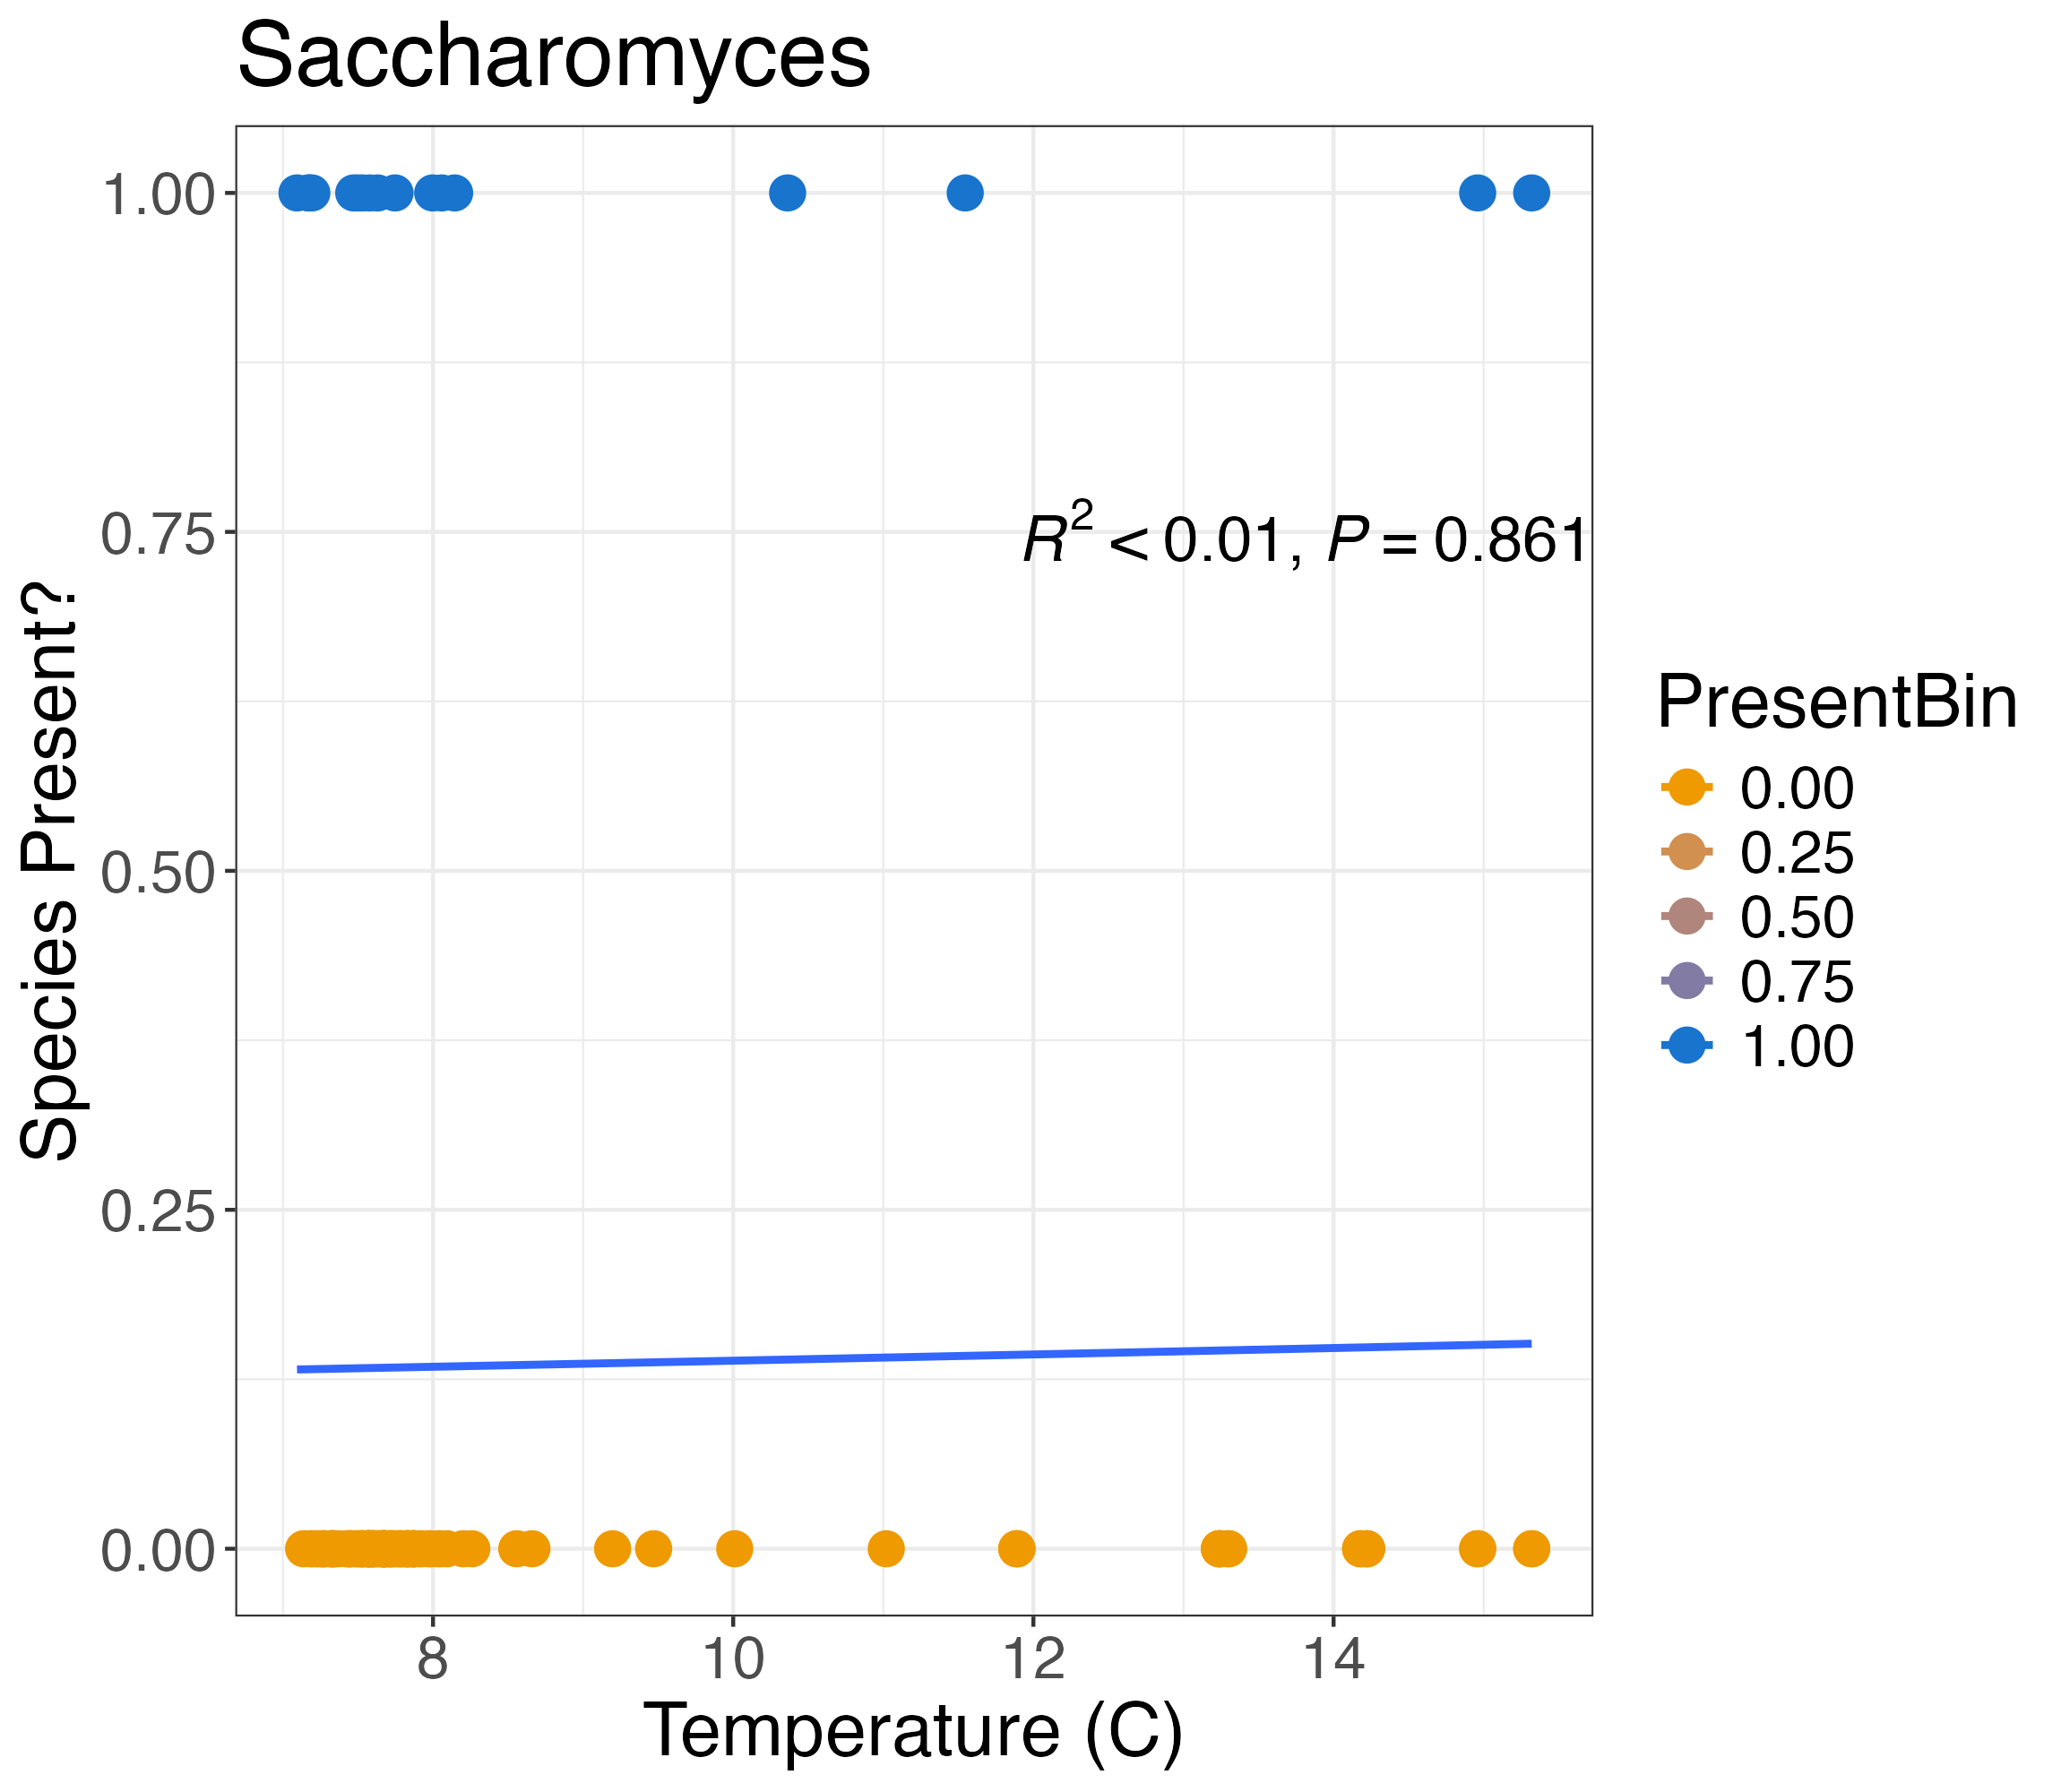 Saccharomyces
1.00
0.75
0.50
0.25
0.00
Species Present?
R² < 0.01, P = 0.861
8 10 12 14
Temperature (C)
PresentBin
0.00
0.25
0.50
0.75
1.00